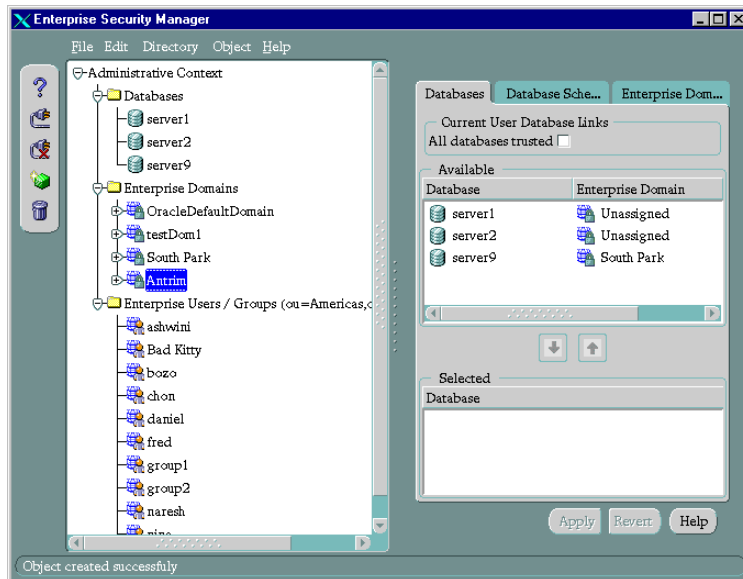 Enterprise Security Manager
File Edit Directory Object Help
Administrative Context
Databases
server1
server2
server9
Enterprise Domains
OracleDefaultDomain
testDom1
South Park
Antrim
Enterprise Users / Groups (ou=Americas,c
ashwini
Bad Kitty
bozo
chon
daniel
fred
group1
group2
naresh
Databases Database Sche... Enterprise Dom...
Current User Database Links
All databases trusted
Available
Database Enterprise Domain
server1 Unassigned
server2 Unassigned
server9 South Park
Selected
Database
Apply Revert Help
Object created successfuly